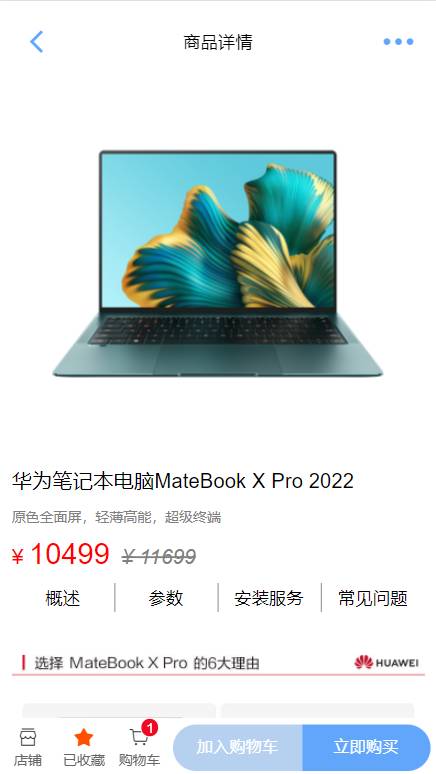 商品详情
华为笔记本电脑MateBook X Pro 2022
原色全面屏，轻薄高能，超级终端
¥ 10499 ¥ 11699
概述 参数 安装服务 常见问题
选择 MateBook X Pro 的6大理由 HUAWEI
1
店铺 已收藏 购物车 加入购物车 立即购买